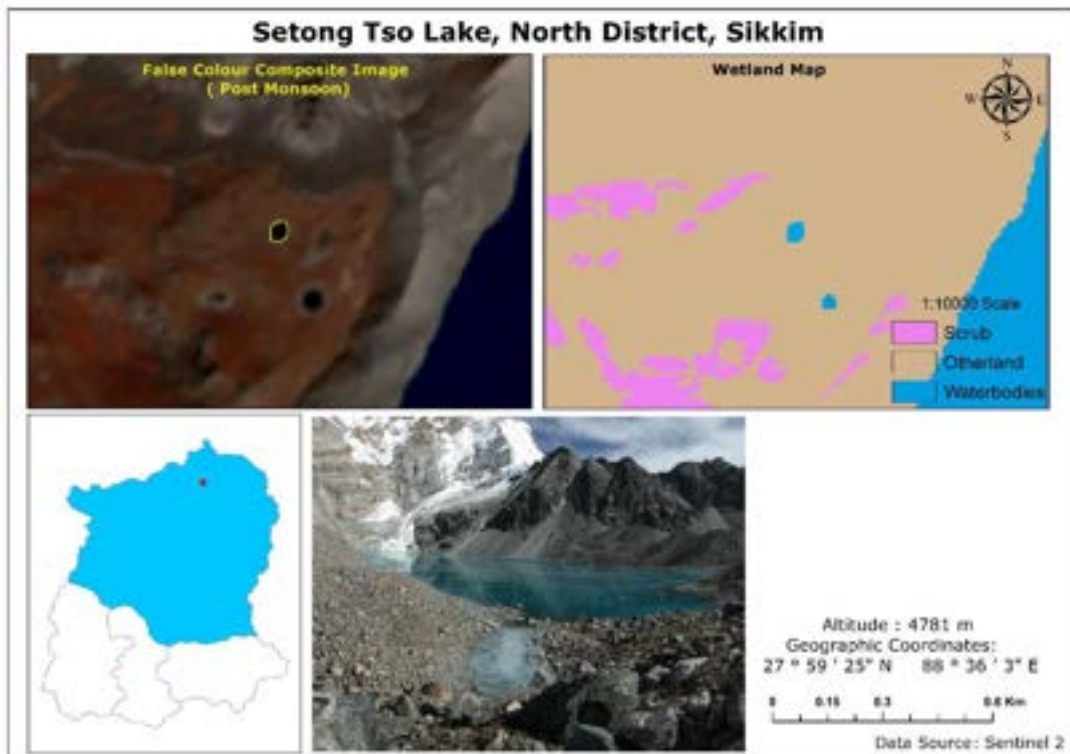 Setong Tso Lake, North District, Sikkim
False Colour Composite Image
( Post Monsoon)
Wetland Map
N
W E
S
1:10000 Scale
Scrub
Otherland
Waterbodies
Altitude : 4781 m
Geographic Coordinates:
27 ° 59 ' 25" N 88 ° 36 ' 3" E
0 0.15 0.3 0.6 Km
Data Source: Sentinel 2